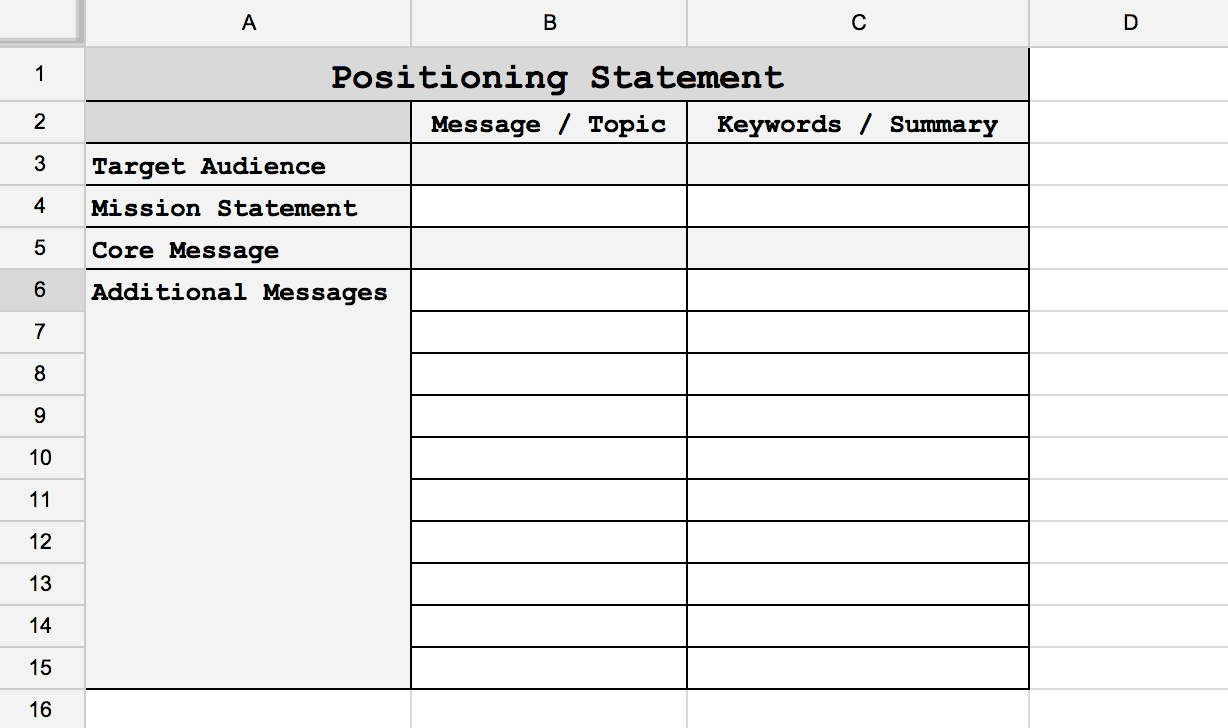 A B C D
1 Positioning Statement
2 Message / Topic Keywords / Summary
3 Target Audience
4 Mission Statement
5 Core Message
6 Additional Messages
7
8
9
10
11
12
13
14
15
16